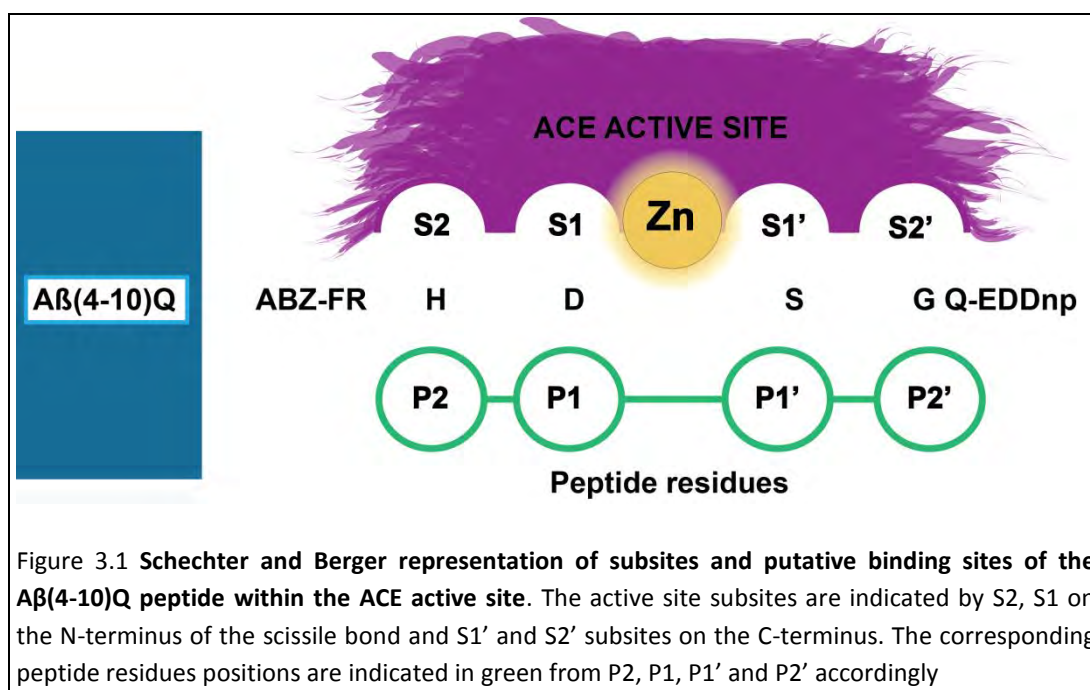 ACE ACTIVE SITE
S2 S1 Zn S1’ S2’
Aß(4-10)Q ABZ-FR H D S G Q-EDDnp
P2 P1 P1’ P2’
Peptide residues
Figure 3.1 Schechter and Berger representation of subsites and putative binding sites of the
Aβ(4-10)Q peptide within the ACE active site. The active site subsites are indicated by S2, S1 on
the N-terminus of the scissile bond and S1’ and S2’ subsites on the C-terminus. The corresponding
peptide residues positions are indicated in green from P2, P1, P1’ and P2’ accordingly